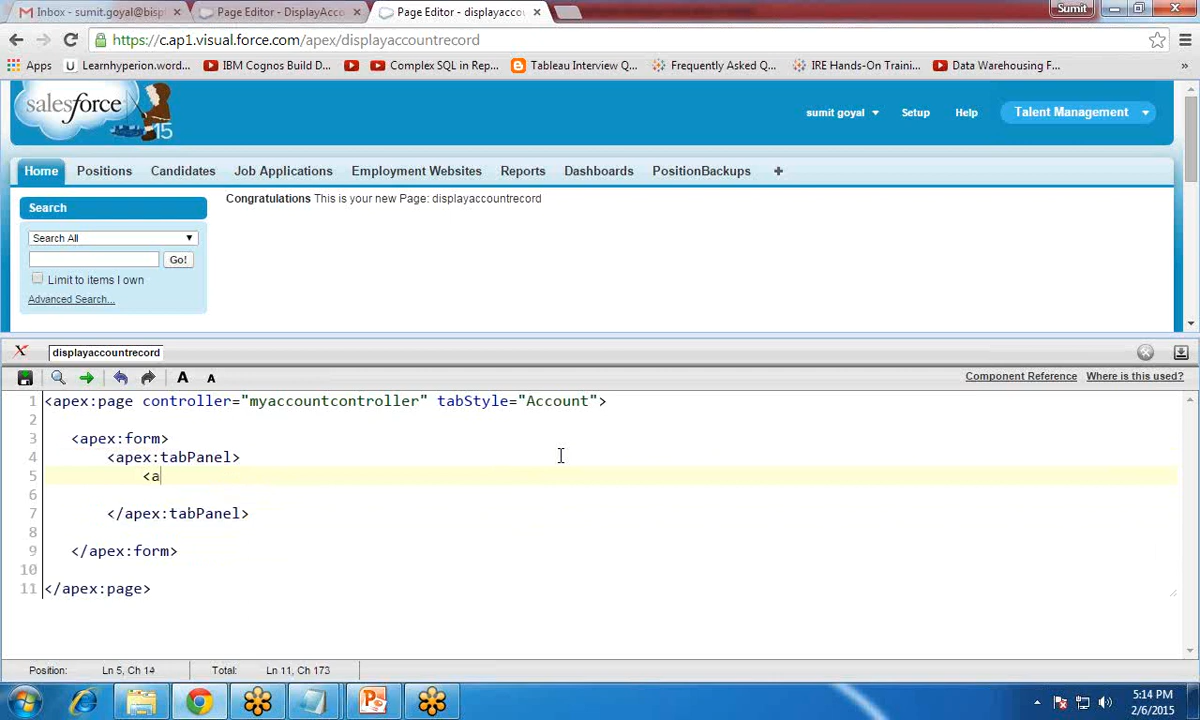 Inbox - sumit.goyal@bisp
Page Editor - DisplayAcco
Page Editor - displayaccou
Sumit
https://c.ap1.visual.force.com/apex/displayaccountrecord
Apps
Learnhyperion.word...
IBM Cognos Build D...
Complex SQL in Rep...
Tableau Interview Q...
Frequently Asked Q...
IRE Hands-On Traini...
Data Warehousing F...
»
salesforce
15
sumit goyal
Setup
Help
Talent Management
Home
Positions
Candidates
Job Applications
Employment Websites
Reports
Dashboards
PositionBackups
+
Congratulations This is your new Page: displayaccountrecord
Search
Search All
Go!
Limit to items I own
Advanced Search...
displayaccountrecord
A
A
Component Reference
Where is this used?
1 <apex:page controller="myaccountcontroller" tabStyle="Account">
2
3 <apex:form>
4 <apex:tabPanel>
5 <a
6
7 </apex:tabPanel>
8
9 </apex:form>
10
11 </apex:page>
Position: Ln 5, Ch 14 Total: Ln 11, Ch 173
5:14 PM
2/6/2015